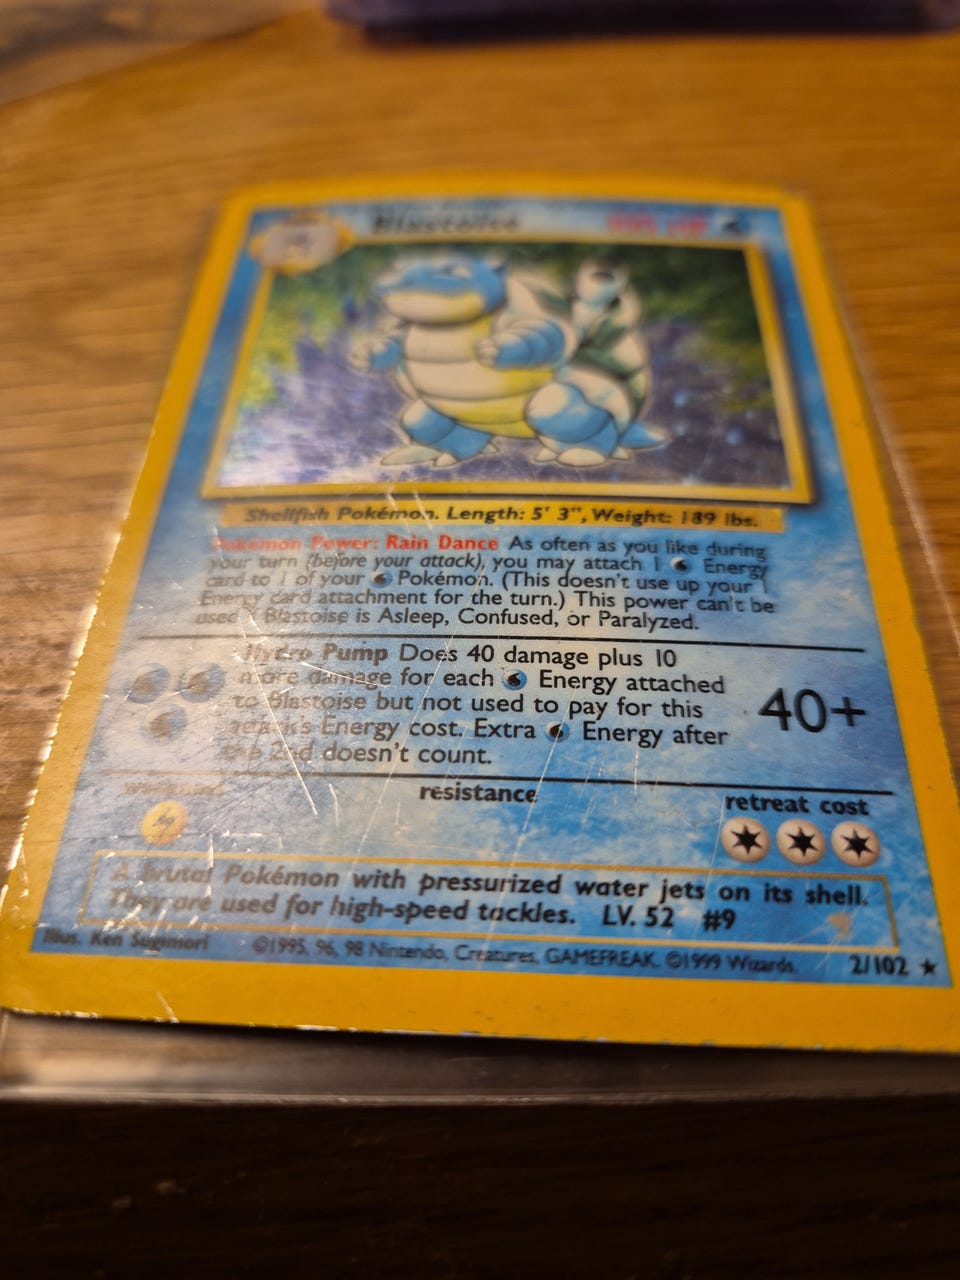 Blastoise
Shellfish Pokémon. Length: 5' 3", Weight: 189 lbs.
Pokémon Power: Rain Dance As often as you like during
your turn (before your attack), you may attach 1 Energy
card to 1 of your Pokémon. (This doesn't use up your 1
Energy card attachment for the turn.) This power can't be
used if Blastoise is Asleep, Confused, or Paralyzed.
Hydro Pump Does 40 damage plus 10
more damage for each Energy attached
to Blastoise but not used to pay for this
attack's Energy cost. Extra Energy after
the 2nd doesn't count.
40+
weakness resistance retreat cost
A brutal Pokémon with pressurized water jets on its shell.
They are used for high-speed tackles. LV. 52 #9
Illus. Ken Sugimori ©1995, 96, 98 Nintendo, Creatures, GAMEFREAK. ©1999 Wizards. 2/102 ★